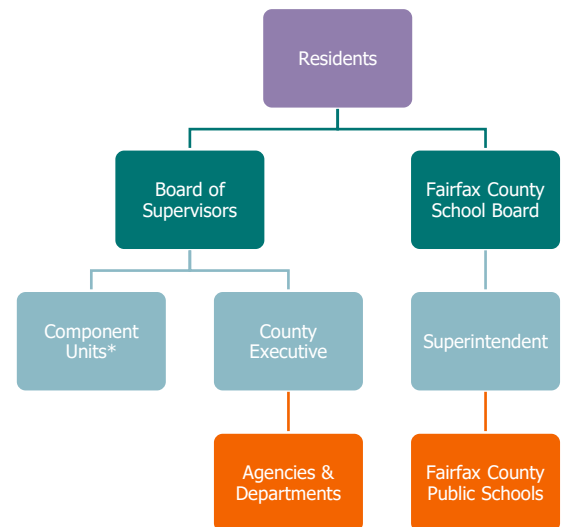 Residents
Board of
Supervisors
Fairfax County
School Board
Component
Units*
County
Executive
Superintendent
Agencies &
Departments
Fairfax County
Public Schools